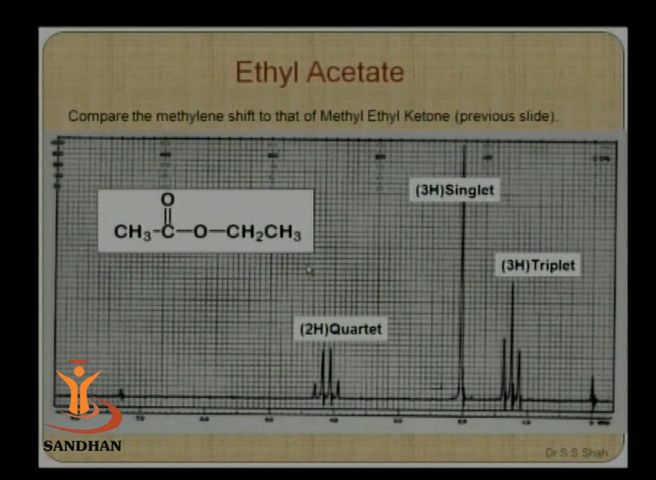 Ethyl Acetate
Compare the methylene shift to that of Methyl Ethyl Ketone (previous slide).
(3H)Singlet
O
CH3-C-O-CH2CH3
(3H)Triplet
(2H)Quartet
SANDHAN
Dr S S Shah